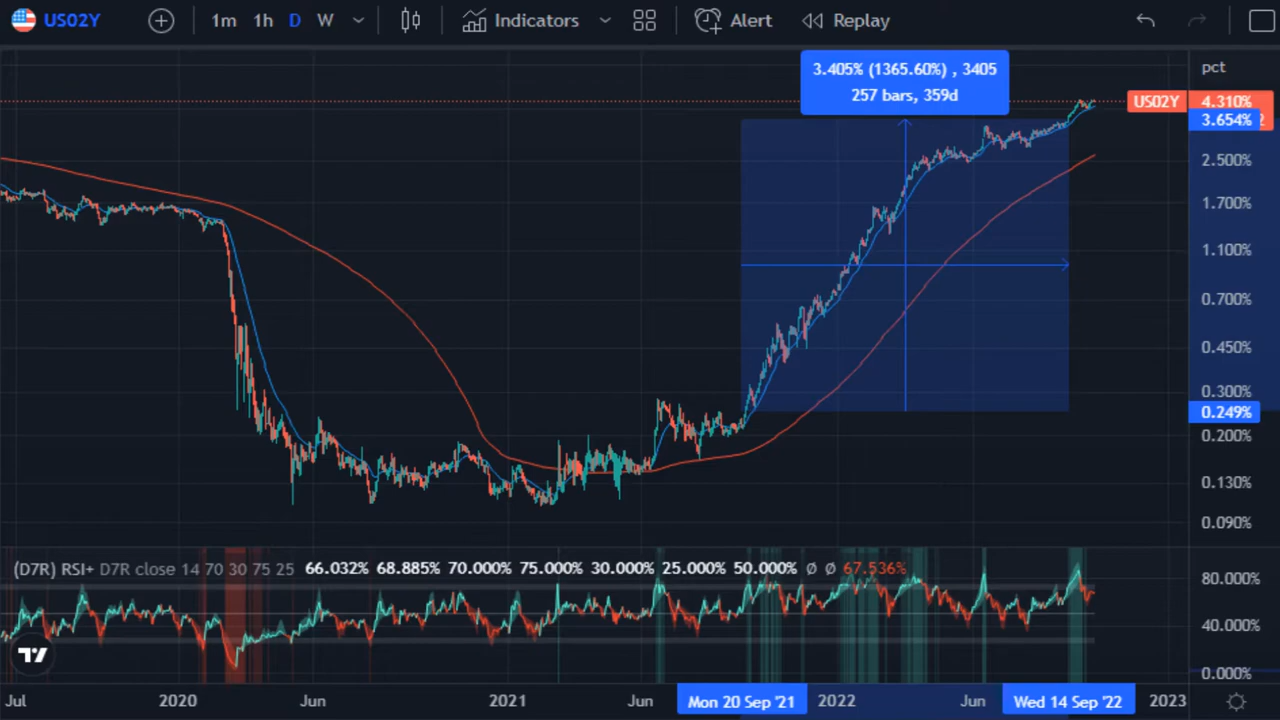 US02Y 1m 1h D W Indicators Alert Replay
3.405% (1365.60%) , 3405
257 bars, 359d
pct
US02Y 4.310%
3.654%
2.500%
1.700%
1.100%
0.700%
0.450%
0.300%
0.249%
0.200%
0.130%
0.090%
(D7R) RSI+ D7R close 14 70 30 75 25 66.032% 68.885% 70.000% 75.000% 30.000% 25.000% 50.000% ∅ ∅ 67.536%
80.000%
40.000%
0.000%
Jul 2020 Jun 2021 Jun Mon 20 Sep '21 2022 Jun Wed 14 Sep '22 2023